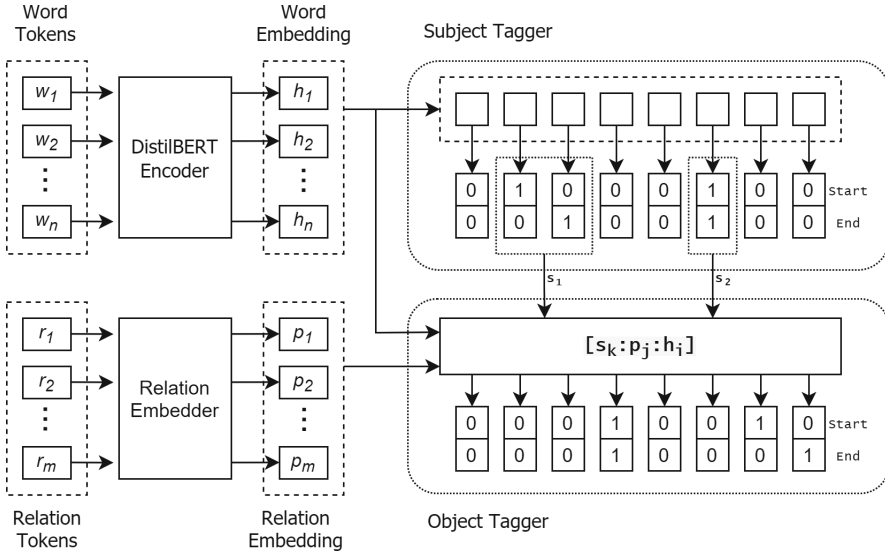 Word
Tokens
Word
Embedding
Subject Tagger
w1
w2
⋮
wn
DistilBERT
Encoder
h1
h2
⋮
hn
0 1 0 0 0 1 0 0 Start
0 0 1 0 0 1 0 0 End
s1
s2
r1
r2
⋮
rm
Relation
Embedder
p1
p2
⋮
pm
[sk:pj:hi]
0 0 0 1 0 0 1 0 Start
0 0 0 1 0 0 0 1 End
Relation
Tokens
Relation
Embedding
Object Tagger